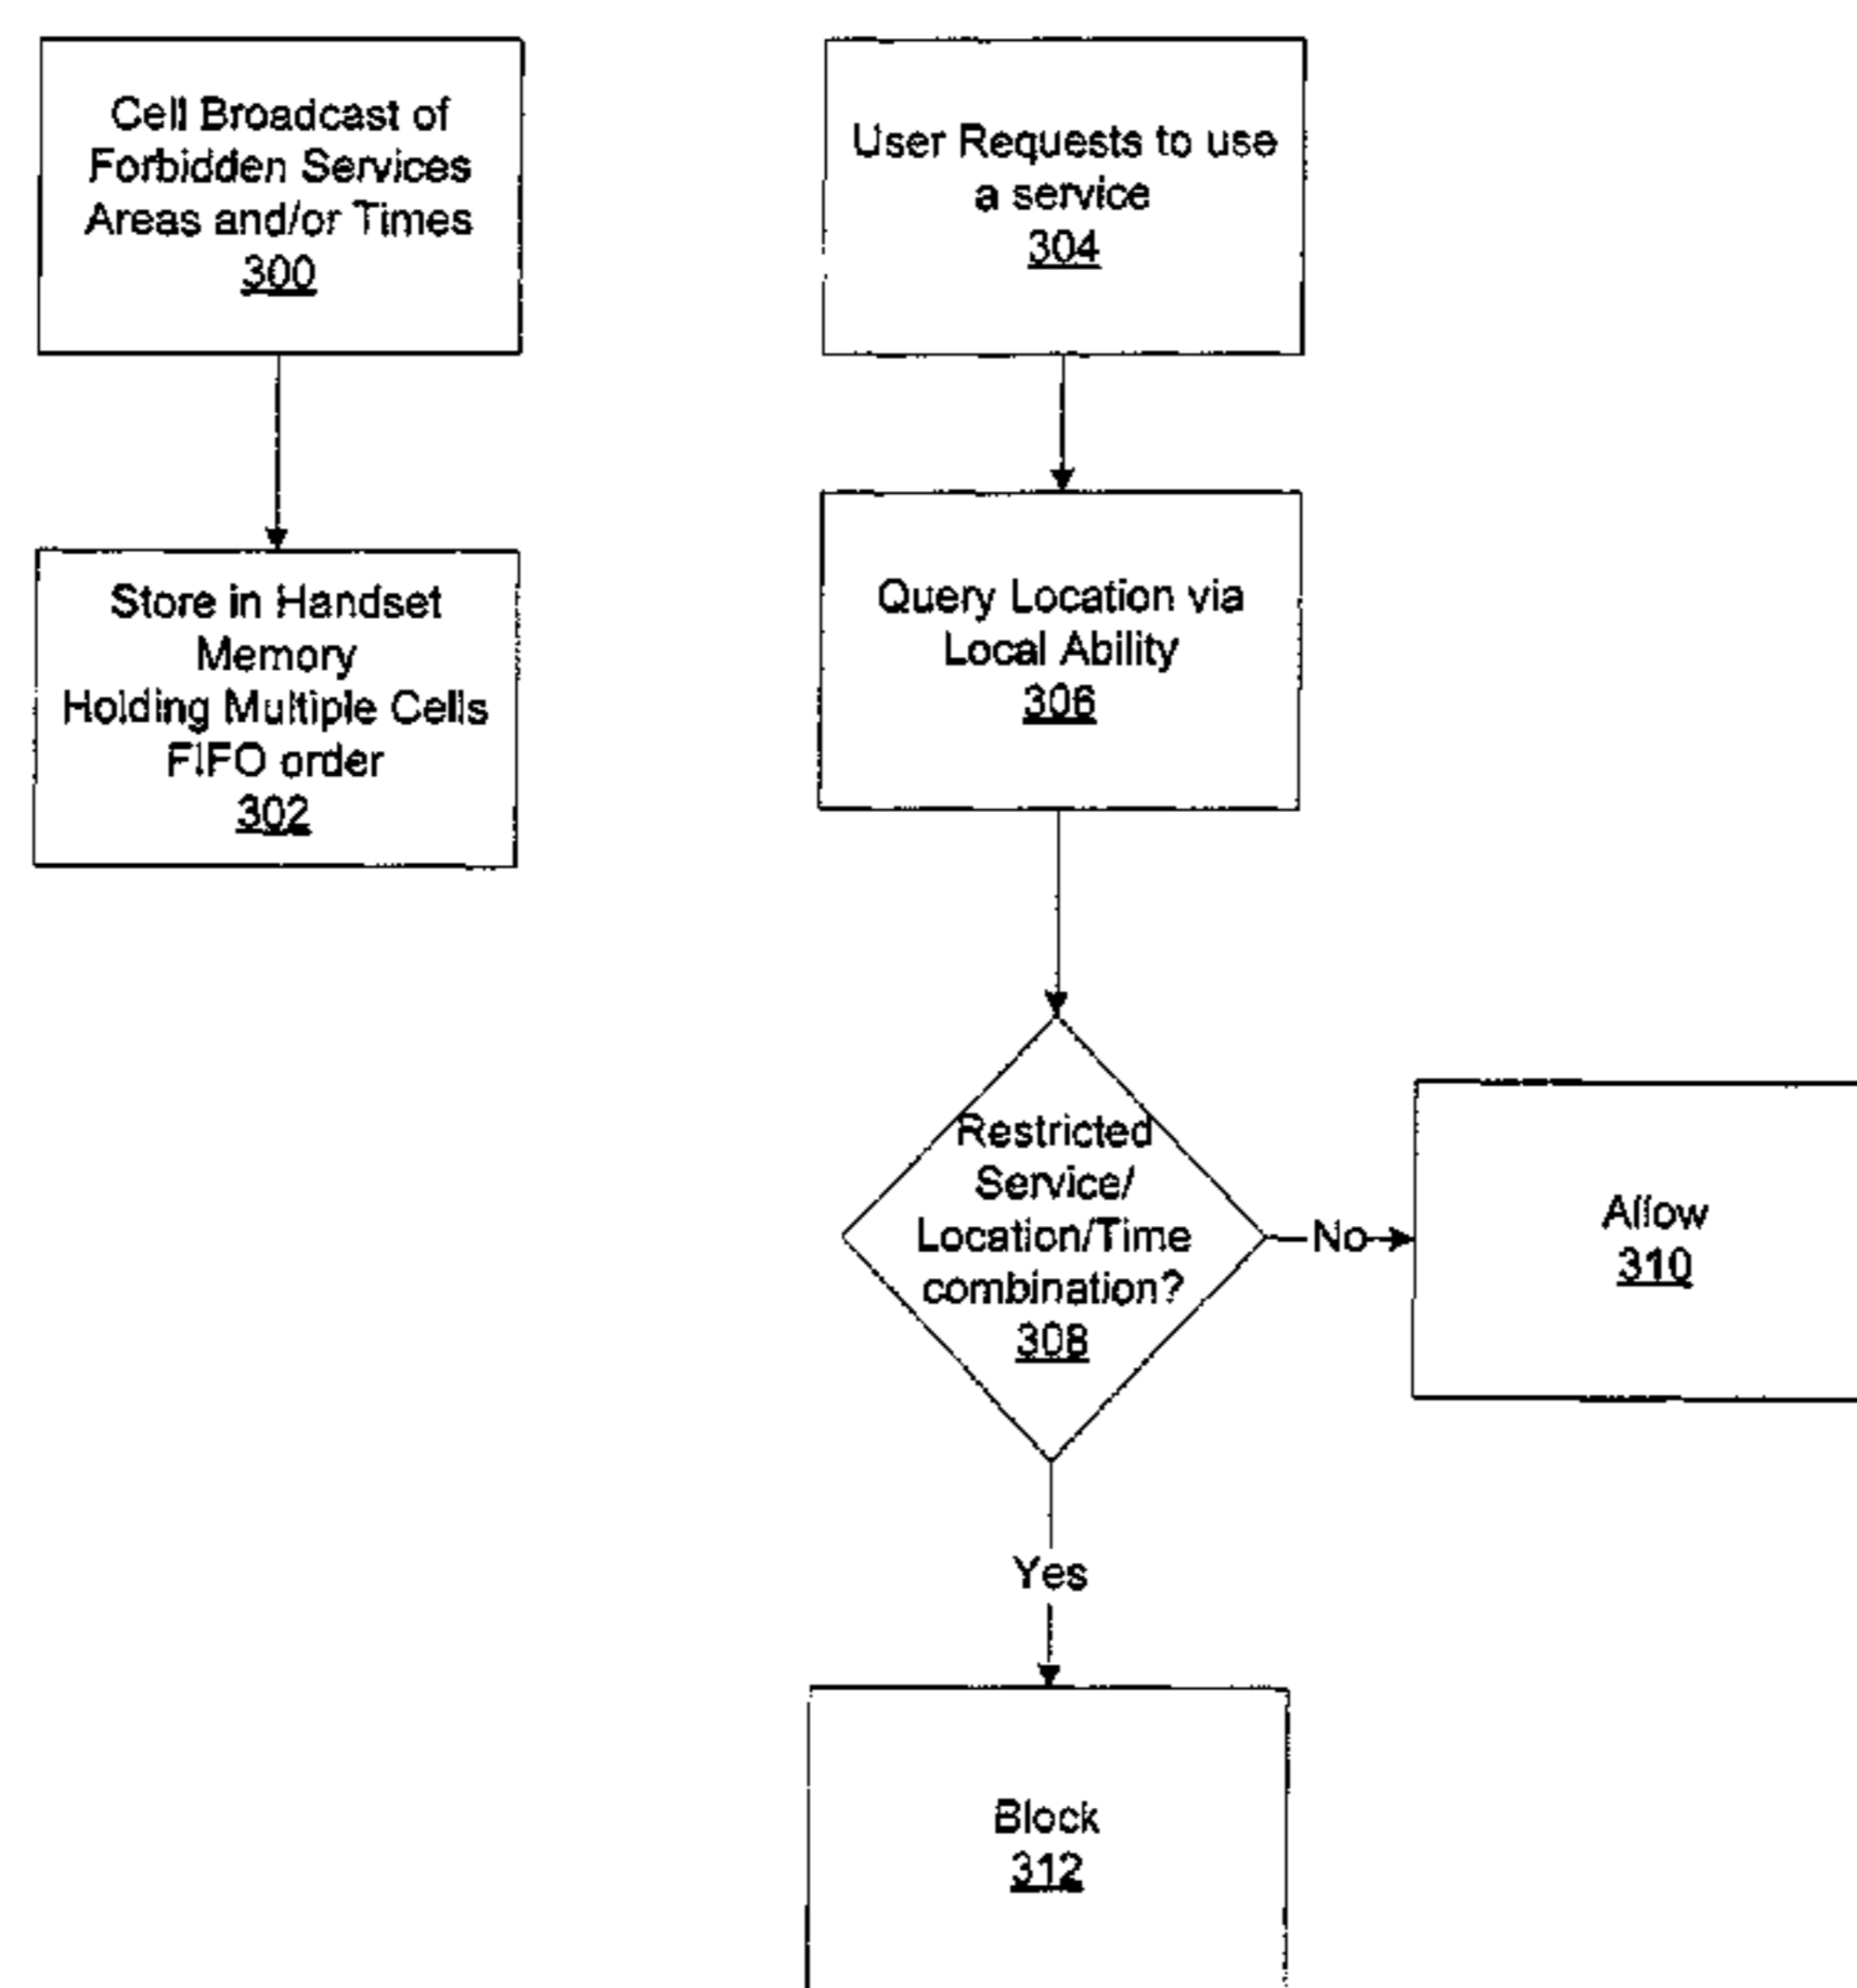 Cell Broadcast of
Forbidden Services
Areas and/or Times
300
Store in Handset
Memory
Holding Multiple Cells
FIFO order
302
User Requests to use
a service
304
Query Location via
Local Ability
306
Restricted
Service/
Location/Time
combination?
308
No
Allow
310
Yes
Block
312